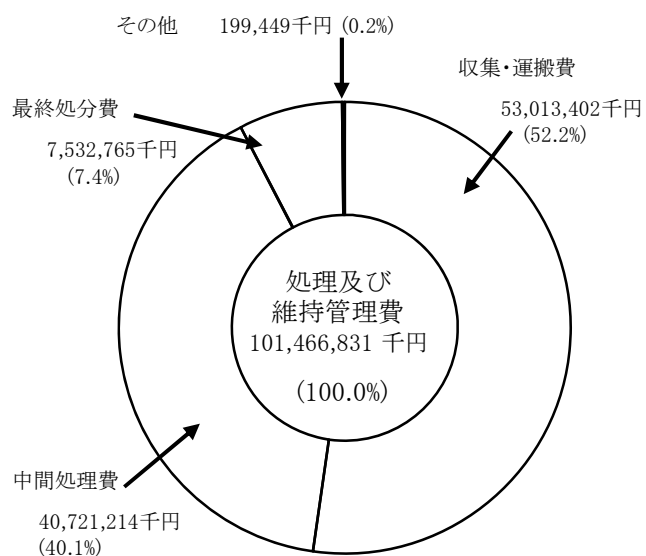 その他 199,449千円 (0.2%)
収集・運搬費
53,013,402千円
(52.2%)
最終処分費
7,532,765千円
(7.4%)
処理及び
維持管理費
101,466,831 千円
(100.0%)
中間処理費
40,721,214千円
(40.1%)